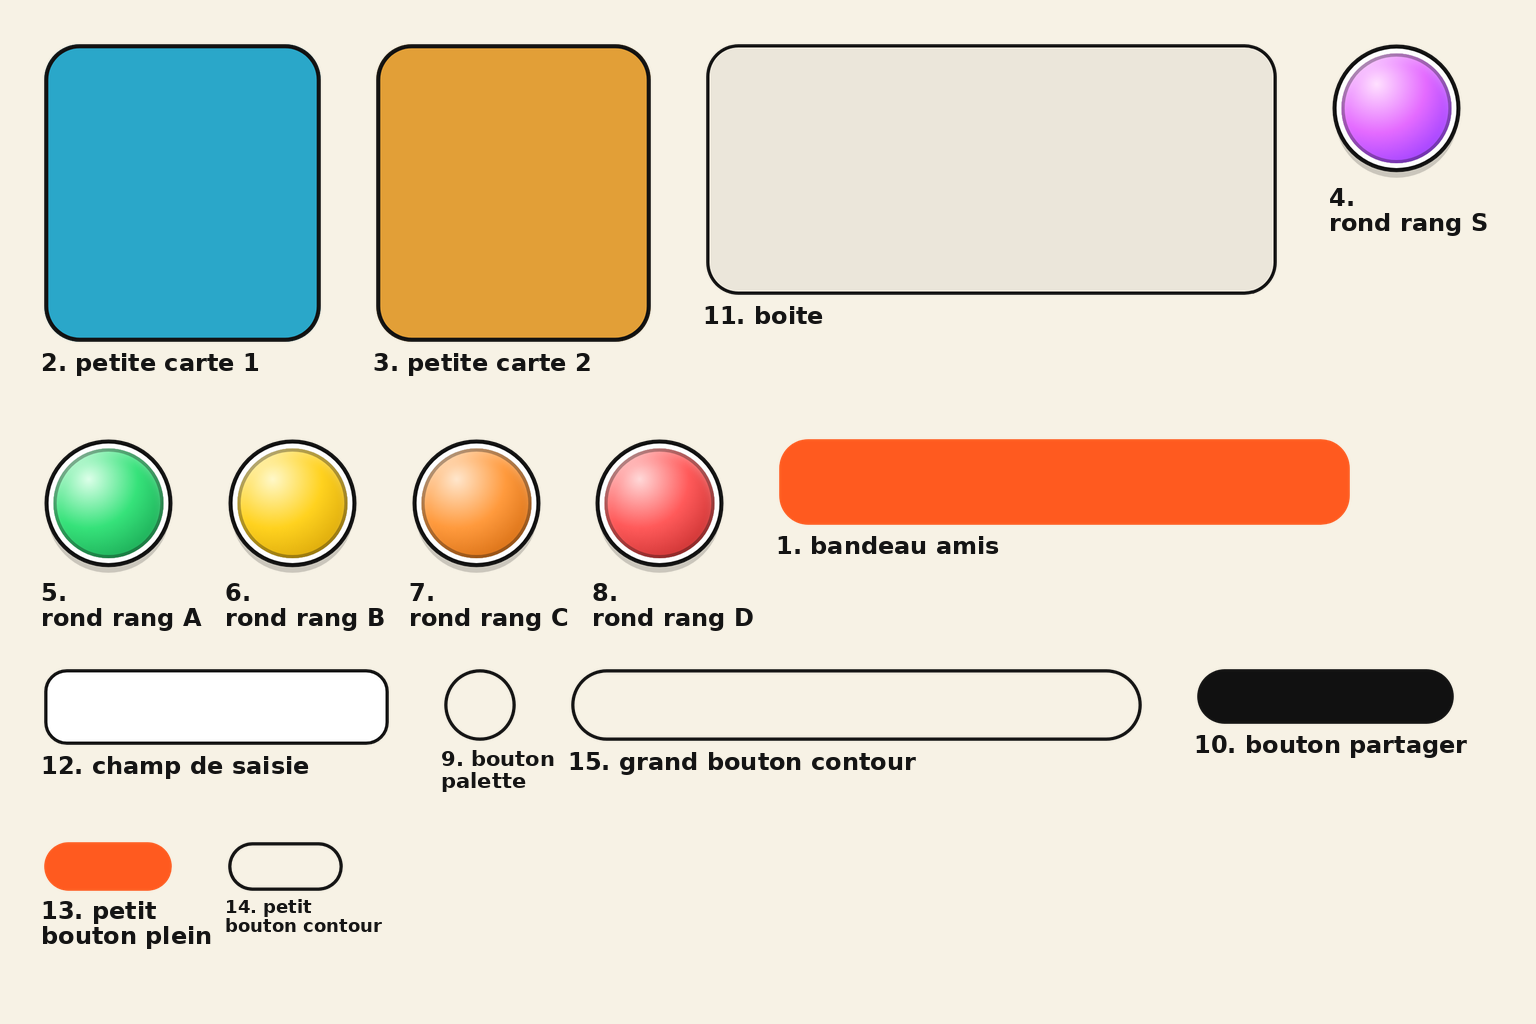 2. petite carte 1
3. petite carte 2
11. boite
4.
rond rang S
5.
rond rang A
6.
rond rang B
7.
rond rang C
8.
rond rang D
1. bandeau amis
12. champ de saisie
9. bouton
palette
15. grand bouton contour
10. bouton partager
13. petit
bouton plein
14. petit
bouton contour